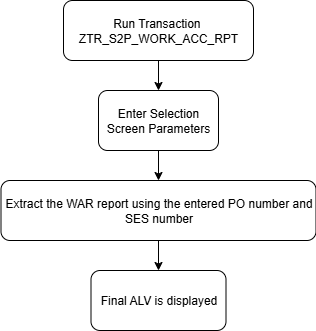 Run Transaction
ZTR_S2P_WORK_ACC_RPT
Enter Selection
Screen Parameters
Extract the WAR report using the entered PO number and
SES number
Final ALV is displayed